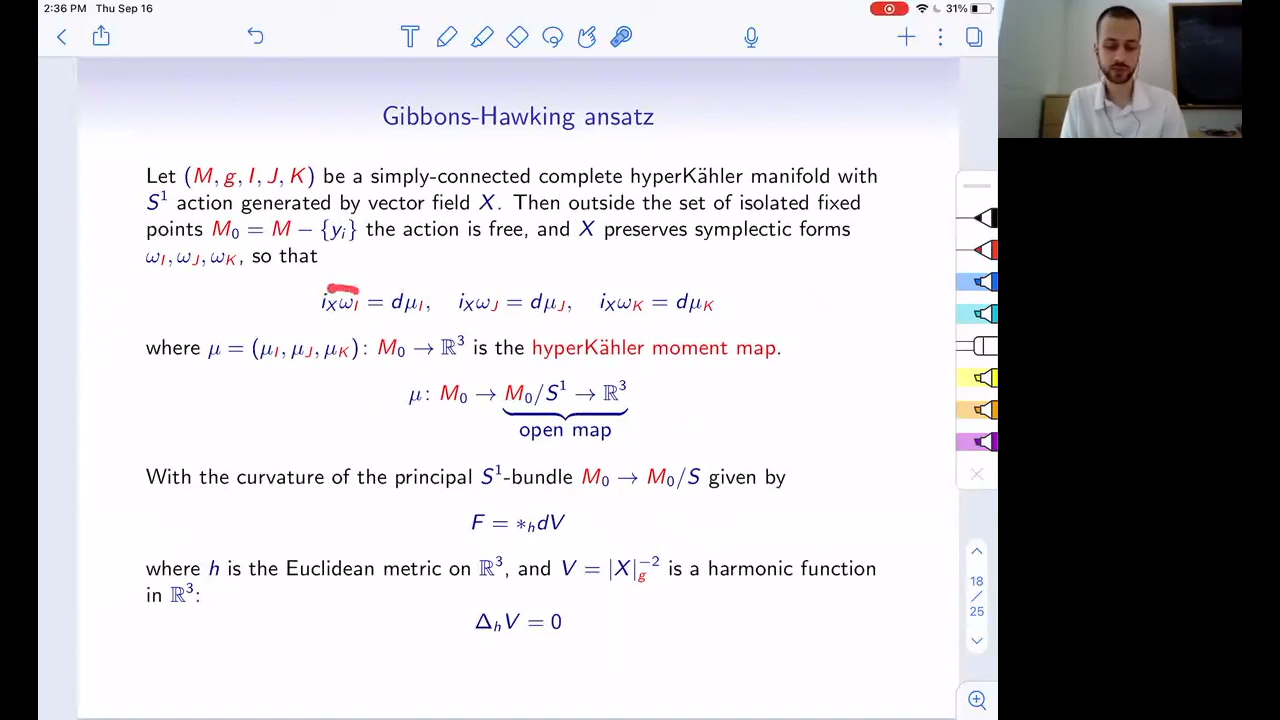 2:36 PM Thu Sep 16
31%
T
Gibbons-Hawking ansatz
Let (M, g, I, J, K) be a simply-connected complete hyperKähler manifold with
S¹ action generated by vector field X. Then outside the set of isolated fixed
points M₀ = M − {yᵢ} the action is free, and X preserves symplectic forms
ω_I, ω_J, ω_K, so that
i_Xω_I = dμ_I, i_Xω_J = dμ_J, i_Xω_K = dμ_K
where μ = (μ_I, μ_J, μ_K): M₀ → ℝ³ is the hyperKähler moment map.
μ: M₀ → M₀/S¹ → ℝ³
open map
With the curvature of the principal S¹-bundle M₀ → M₀/S given by
F = *_h dV
where h is the Euclidean metric on ℝ³, and V = |X|_g^{-2} is a harmonic function
in ℝ³:
Δ_h V = 0
18
/
25